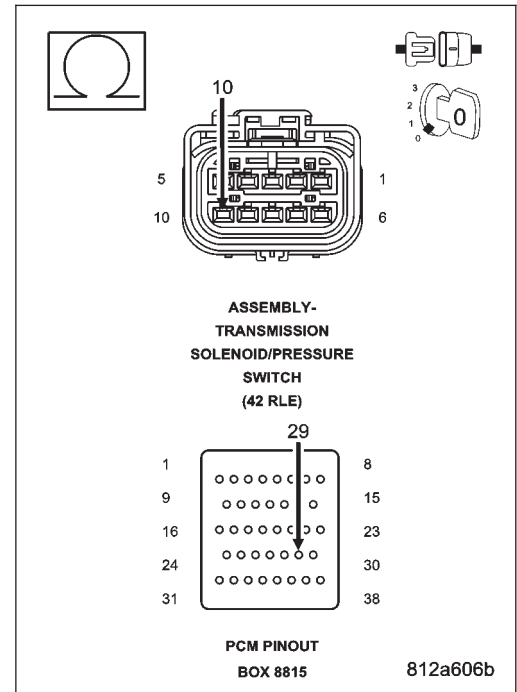 3
2
1
0
0
10
5 1
10 6
ASSEMBLY-
TRANSMISSION
SOLENOID/PRESSURE
SWITCH
(42 RLE)
29
1 8
9 15
16 23
24 30
31 38
PCM PINOUT
BOX 8815
812a606b